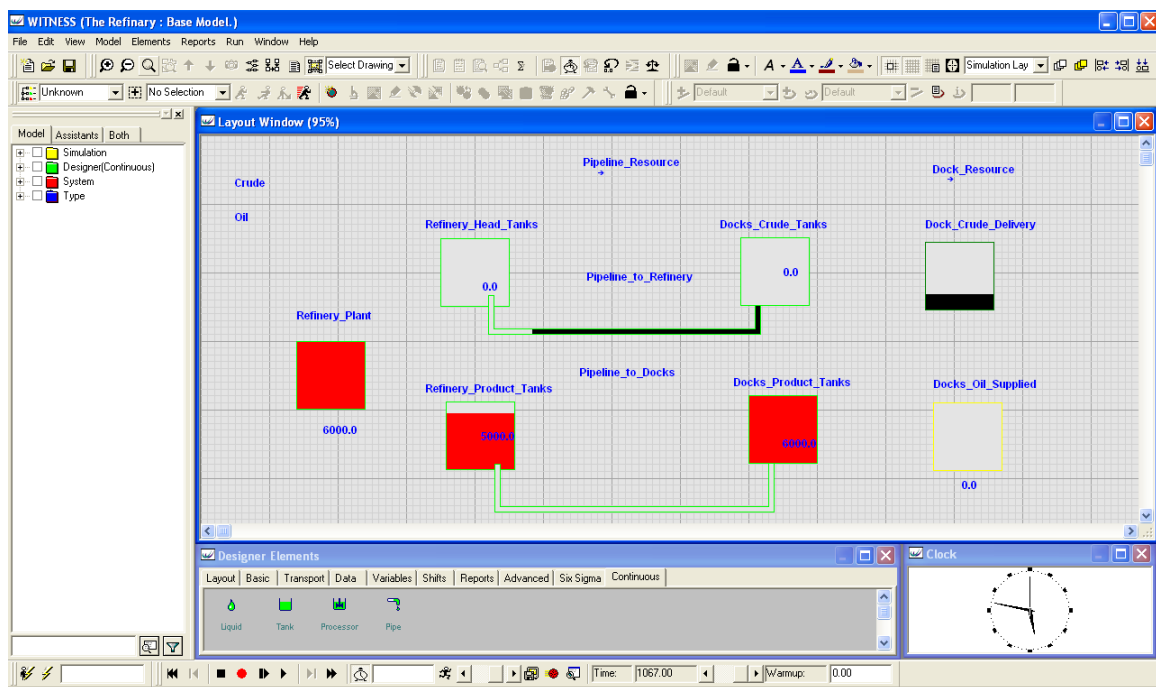 WITNESS (The Refinary : Base Model.)
File Edit View Model Elements Reports Run Window Help
Select Drawing
A A
Simulation Lay
Unknown
No Selection
Default
Default
Model Assistants Both
Simulation
Designer(Continuous)
System
Type
Layout Window (95%)
Pipeline_Resource
Dock_Resource
Crude
Oil
Refinery_Head_Tanks
Docks_Crude_Tanks
Dock_Crude_Delivery
0.0
Pipeline_to_Refinery
0.0
Refinery_Plant
6000.0
Pipeline_to_Docks
Refinery_Product_Tanks
Docks_Product_Tanks
Docks_Oil_Supplied
5000.0
6000.0
0.0
Designer Elements
Layout Basic Transport Data Variables Shifts Reports Advanced Six Sigma Continuous
Liquid Tank Processor Pipe
Clock
Time: 1067.00
Warmup: 0.00